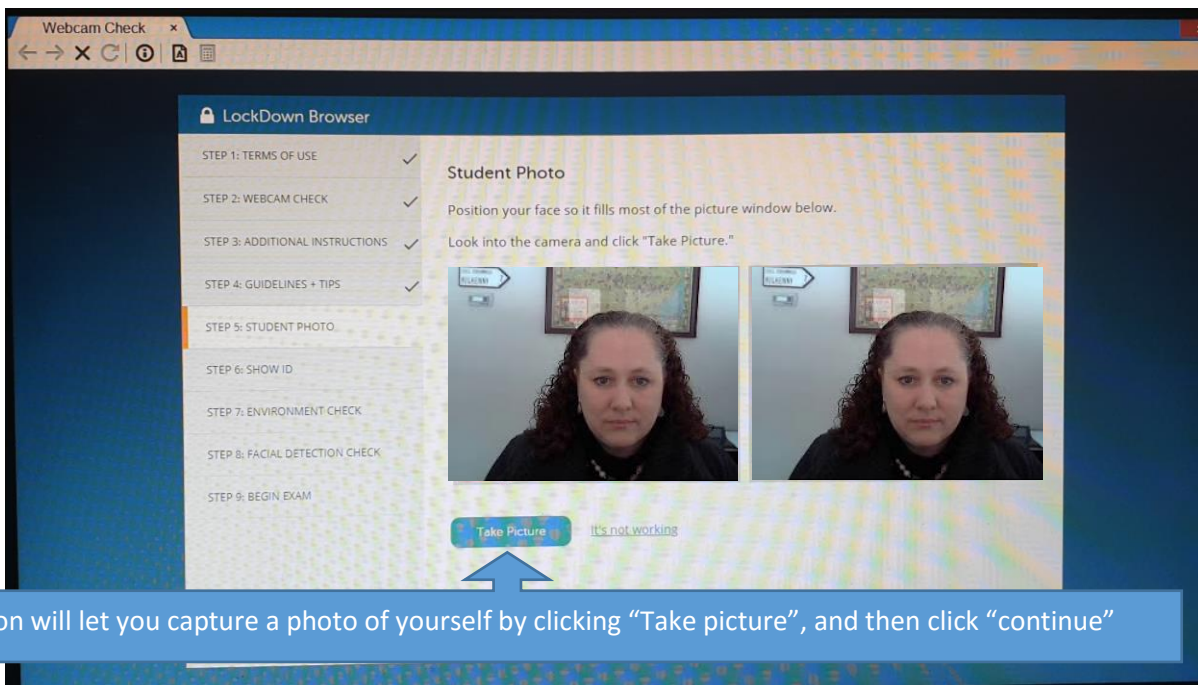 Webcam Check
LockDown Browser
STEP 1: TERMS OF USE
STEP 2: WEBCAM CHECK
STEP 3: ADDITIONAL INSTRUCTIONS
STEP 4: GUIDELINES + TIPS
STEP 5: STUDENT PHOTO
STEP 6: SHOW ID
STEP 7: ENVIRONMENT CHECK
STEP 8: FACIAL DETECTION CHECK
STEP 9: BEGIN EXAM
Student Photo
Position your face so it fills most of the picture window below.
Look into the camera and click "Take Picture."
KILKENNY
KILKENNY
Take Picture
It's not working
on will let you capture a photo of yourself by clicking “Take picture”, and then click “continue”